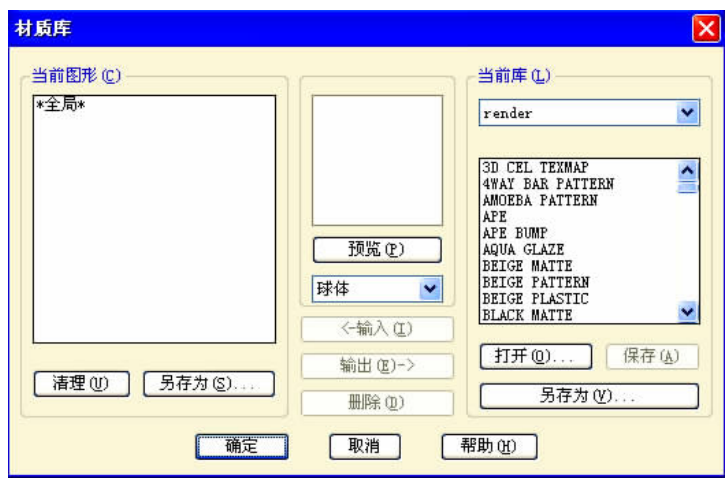 材质库
当前图形(C)
*全局*
清理(U)
另存为(S)...
预览(P)
球体
<-输入(I)
输出(E)->
删除(D)
当前库(L)
render
3D CEL TEXMAP
4WAY BAR PATTERN
AMOEBA PATTERN
APE
APE BUMP
AQUA GLAZE
BEIGE MATTE
BEIGE PATTERN
BEIGE PLASTIC
BLACK MATTE
打开(O)...
保存(A)
另存为(V)...
确定
取消
帮助(H)